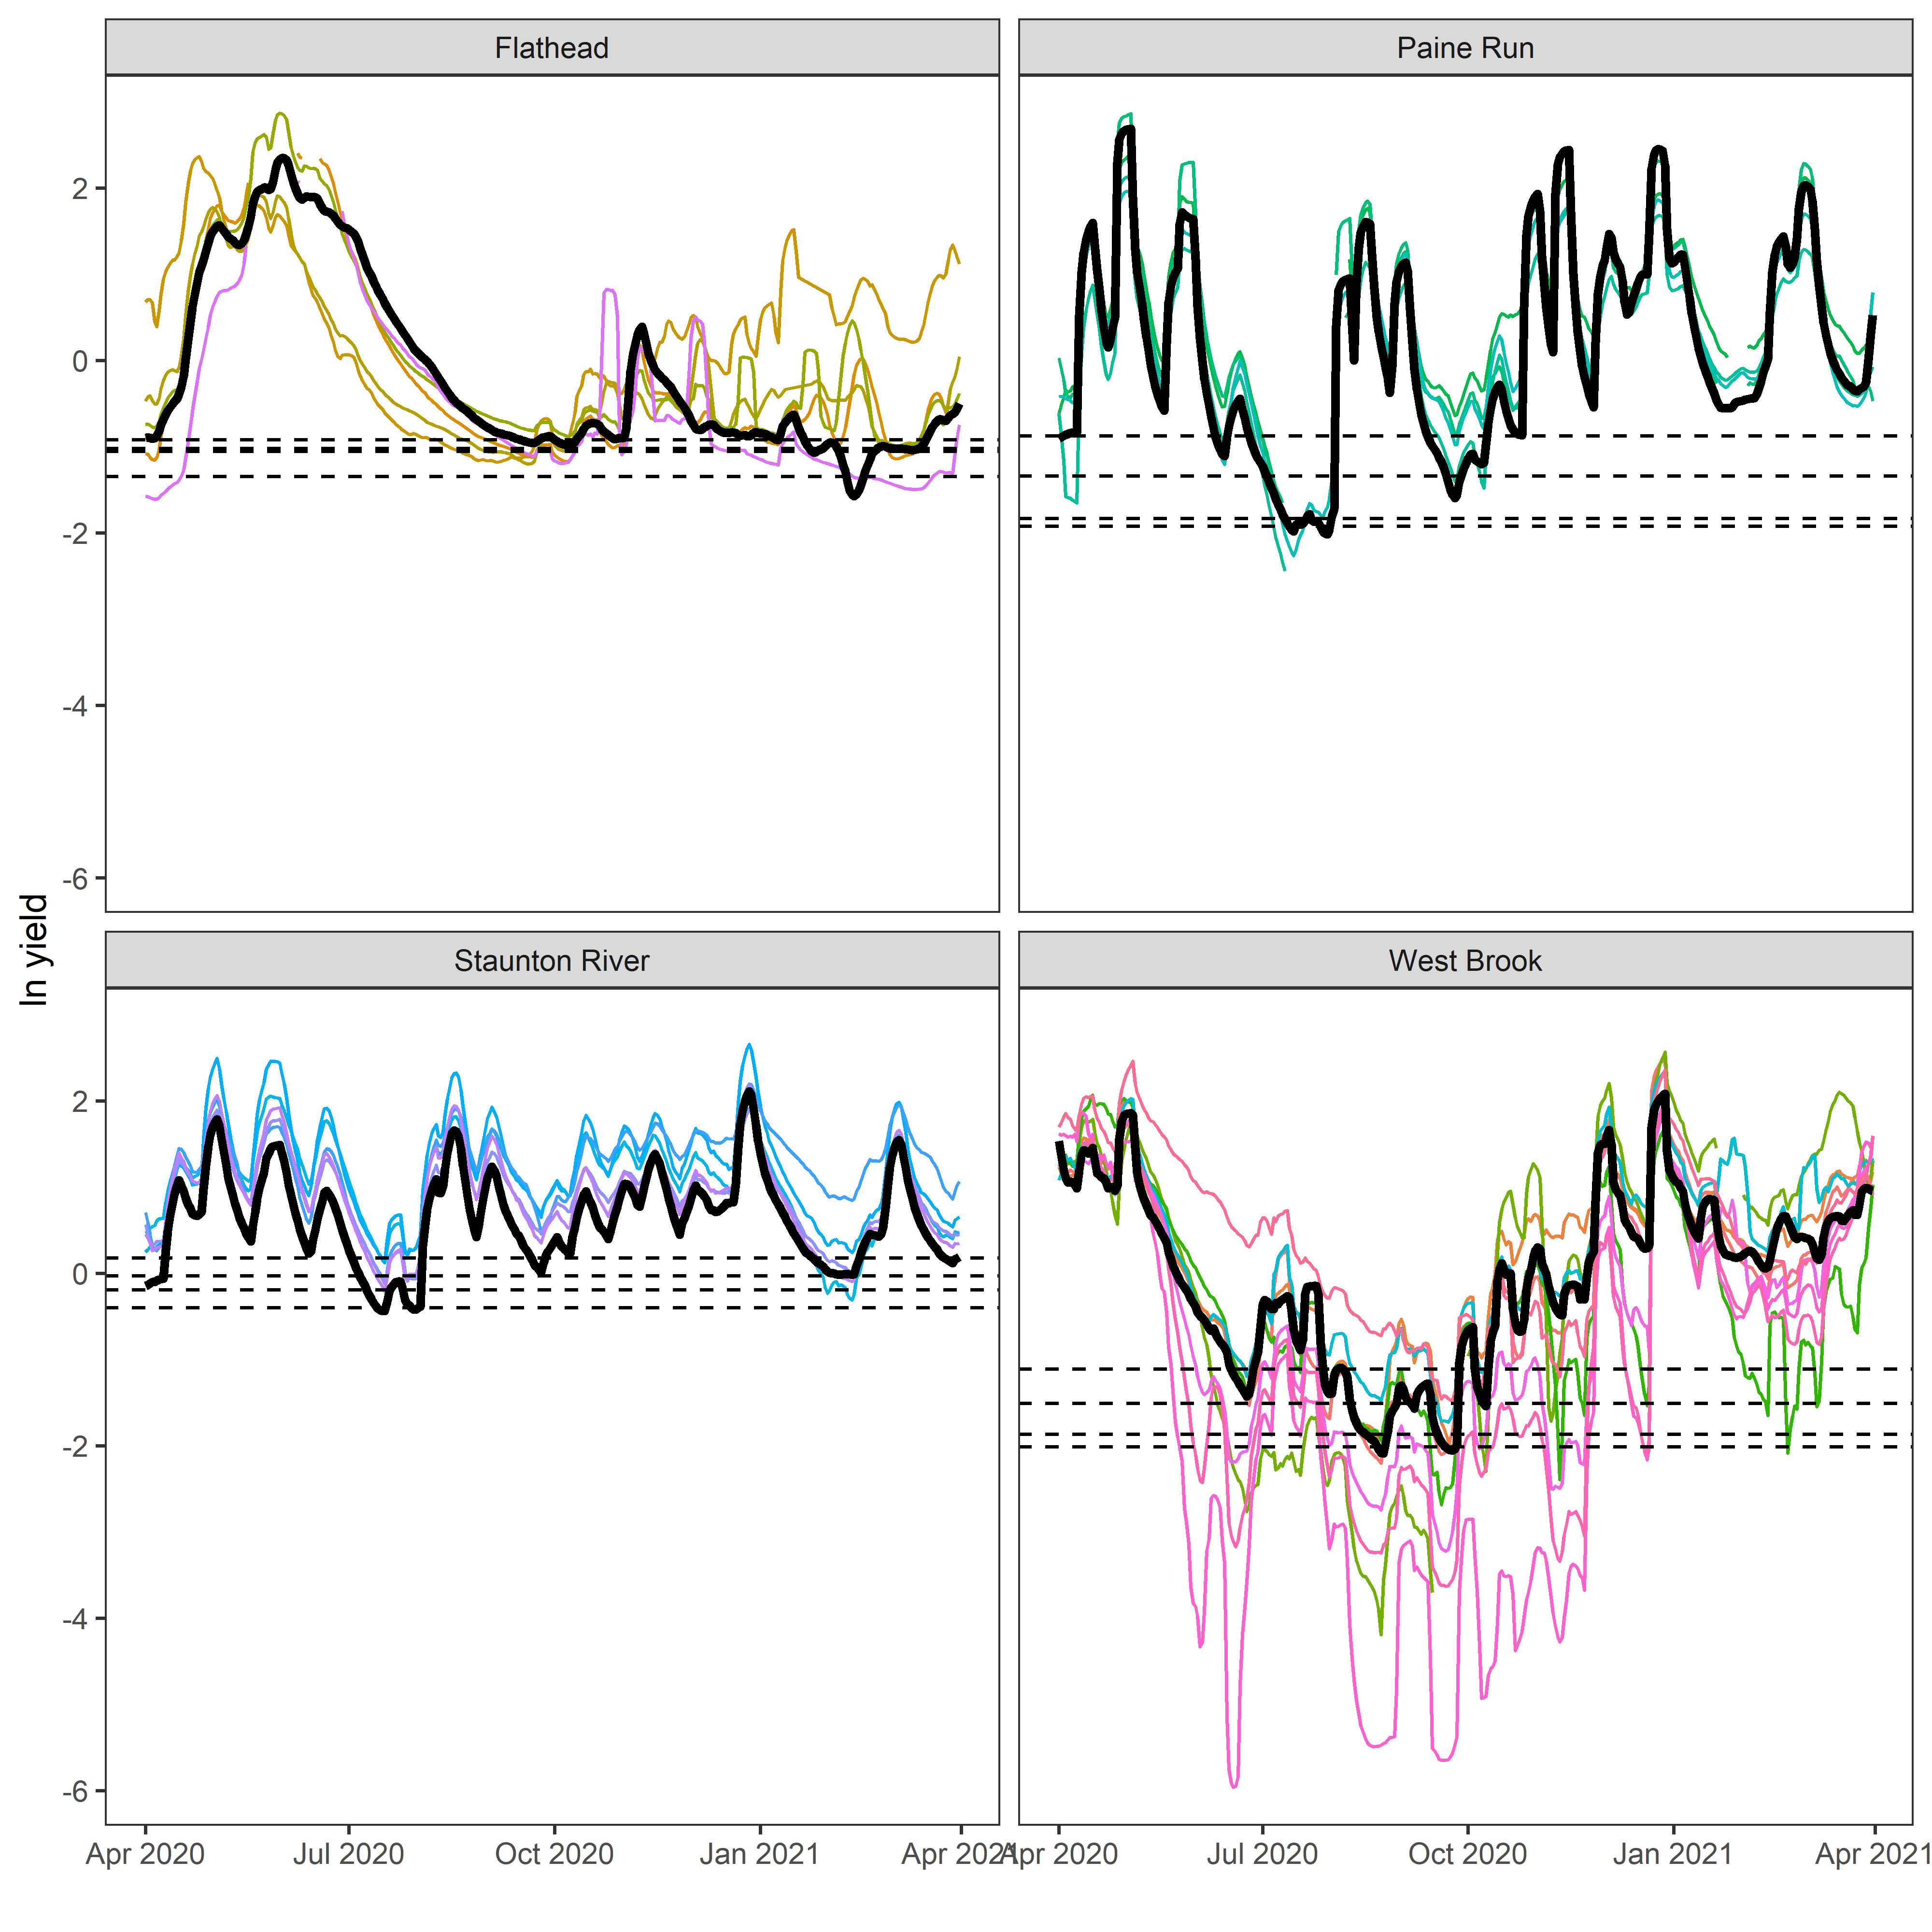 Flathead
Paine Run
2
0
-2
-4
-6
ln yield
Staunton River
West Brook
2
0
-2
-4
-6
Apr 2020
Jul 2020
Oct 2020
Jan 2021
Apr 2021
Apr 2020
Jul 2020
Oct 2020
Jan 2021
Apr 2021